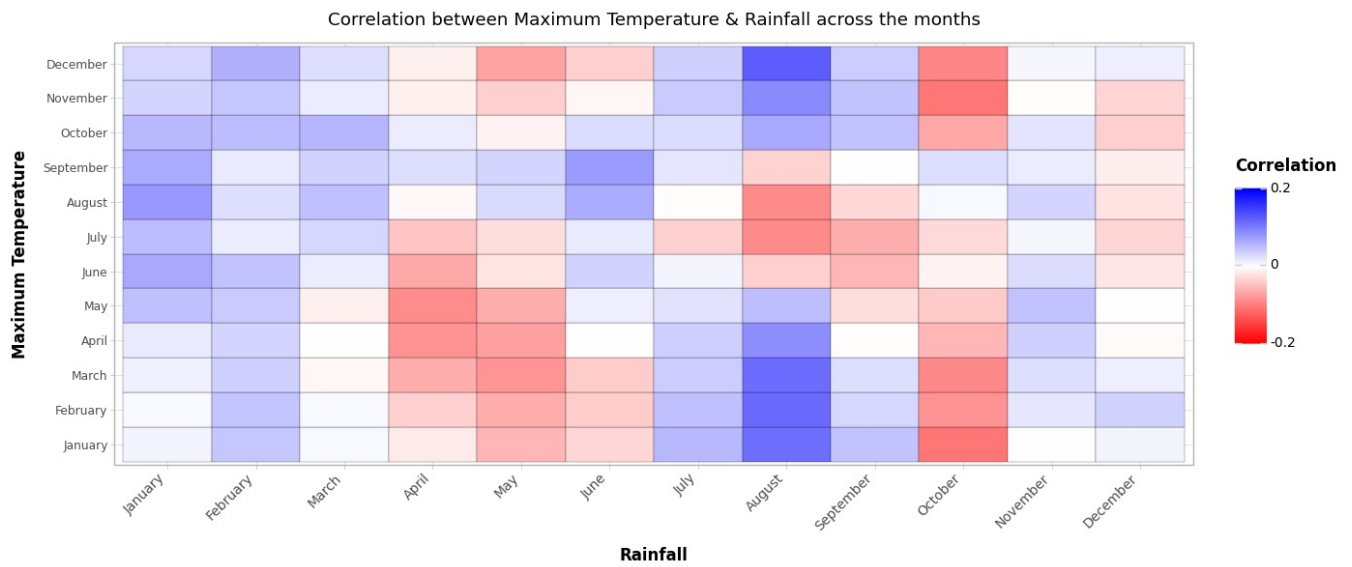 Correlation between Maximum Temperature & Rainfall across the months
Maximum Temperature
December
November
October
September
August
July
June
May
April
March
February
January
January
February
March
April
May
June
July
August
September
October
November
December
Rainfall
Correlation
0.2
0
-0.2